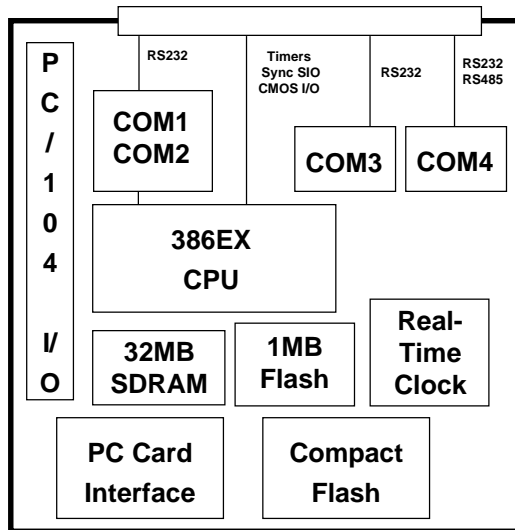 P
C
/
1
0
4
I/
O
RS232
Timers
Sync SIO
CMOS I/O
RS232
RS232
RS485
COM1
COM2
COM3
COM4
386EX
CPU
32MB
SDRAM
1MB
Flash
Real-
Time
Clock
PC Card
Interface
Compact
Flash